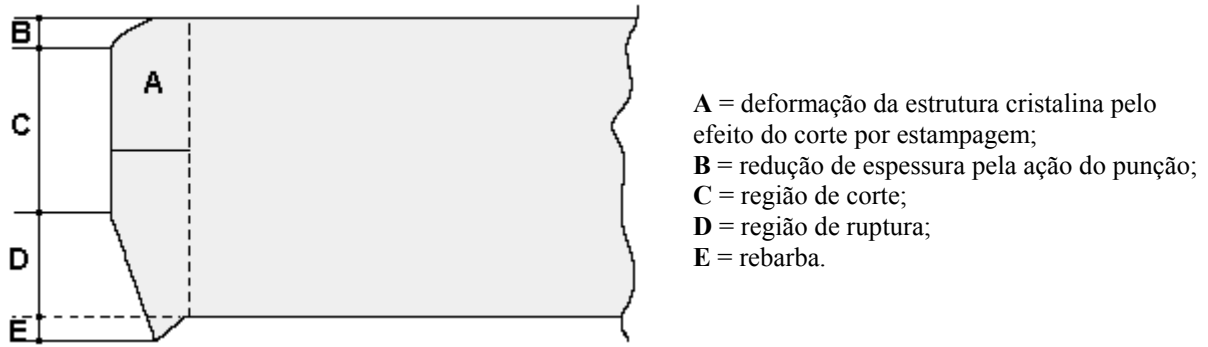 B
A
C
D
E
A = deformação da estrutura cristalina pelo
efeito do corte por estampagem;
B = redução de espessura pela ação do punção;
C = região de corte;
D = região de ruptura;
E = rebarba.